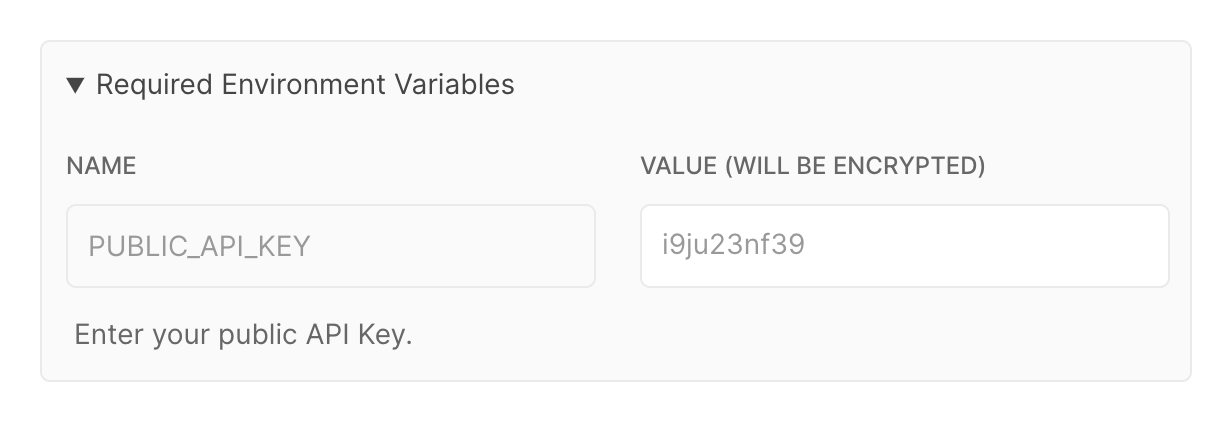 ▼ Required Environment Variables
NAME
VALUE (WILL BE ENCRYPTED)
PUBLIC_API_KEY
i9ju23nf39
Enter your public API Key.